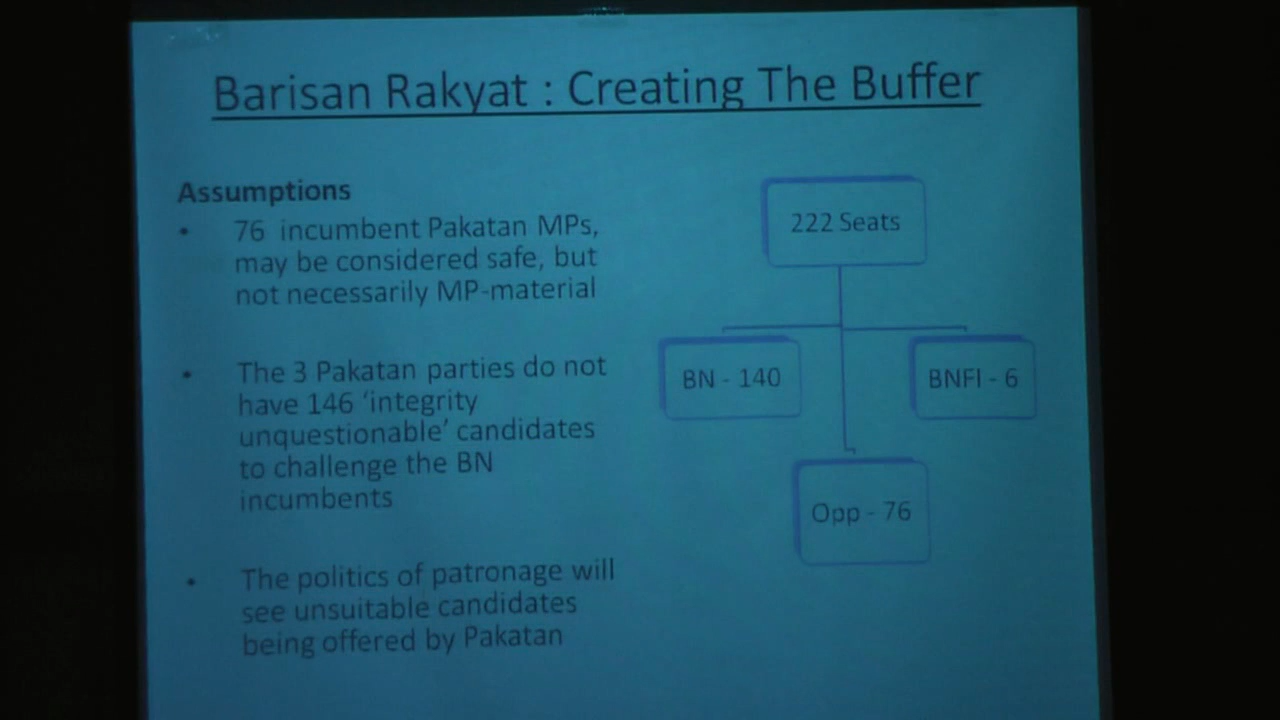 Barisan Rakyat : Creating The Buffer
Assumptions
• 76 incumbent Pakatan MPs,
may be considered safe, but
not necessarily MP-material
• The 3 Pakatan parties do not
have 146 ‘integrity
unquestionable’ candidates
to challenge the BN
incumbents
• The politics of patronage will
see unsuitable candidates
being offered by Pakatan
222 Seats
BN - 140
BNFI - 6
Opp - 76